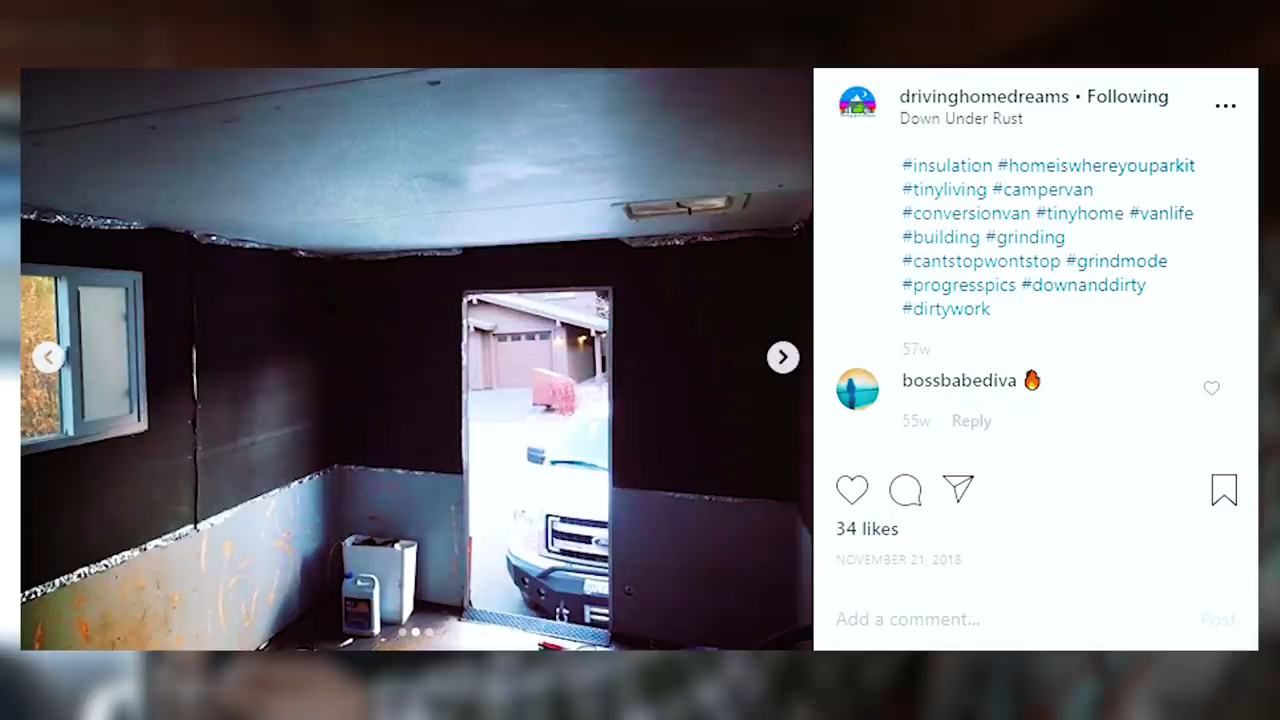 drivinghomedreams • Following
Down Under Rust
#insulation #homeiswhereyouparkit
#tinyliving #campervan
#conversionvan #tinyhome #vanlife
#building #grinding
#cantstopwontstop #grindmode
#progresspics #downanddirty
#dirtywork
57w
bossbabediva 🔥
55w Reply
34 likes
NOVEMBER 21, 2018
Add a comment...
Post